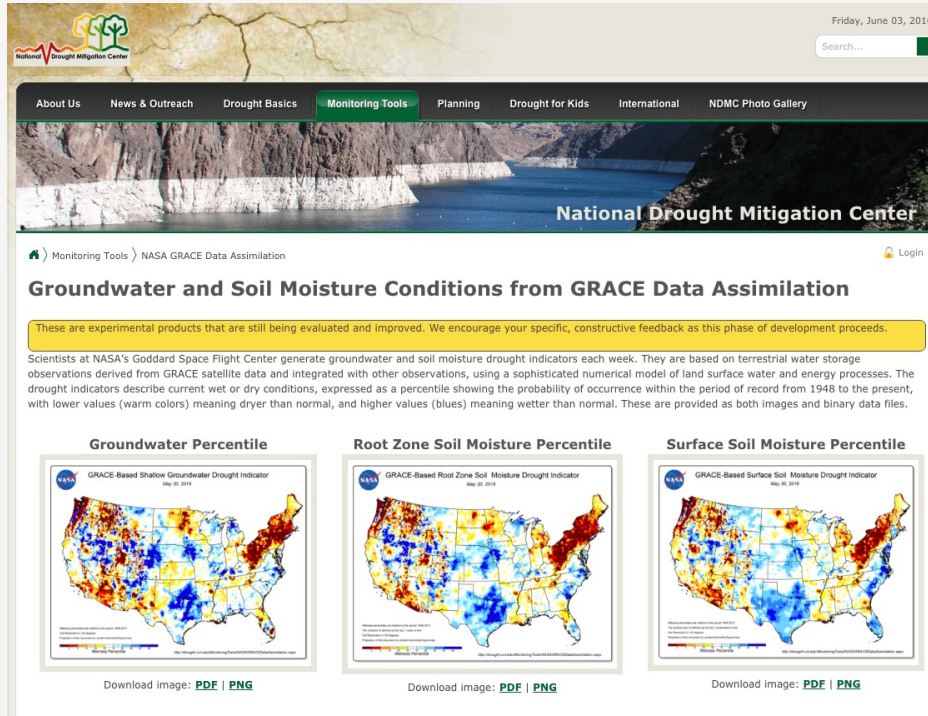 Friday, June 03, 201
National Drought Mitigation Center
Search...
About Us News & Outreach Drought Basics Monitoring Tools Planning Drought for Kids International NDMC Photo Gallery
National Drought Mitigation Center
Monitoring Tools NASA GRACE Data Assimilation
Login
Groundwater and Soil Moisture Conditions from GRACE Data Assimilation
These are experimental products that are still being evaluated and improved. We encourage your specific, constructive feedback as this phase of development proceeds.
Scientists at NASA's Goddard Space Flight Center generate groundwater and soil moisture drought indicators each week. They are based on terrestrial water storage
observations derived from GRACE satellite data and integrated with other observations, using a sophisticated numerical model of land surface water and energy processes. The
drought indicators describe current wet or dry conditions, expressed as a percentile showing the probability of occurrence within the period of record from 1948 to the present,
with lower values (warm colors) meaning dryer than normal, and higher values (blues) meaning wetter than normal. These are provided as both images and binary data files.
Groundwater Percentile
NASA
GRACE-Based Shallow Groundwater Drought Indicator
May 30, 2016
Wetness Percentile
Download image: PDF | PNG
Root Zone Soil Moisture Percentile
NASA
GRACE-Based Root Zone Soil Moisture Drought Indicator
May 30, 2016
Wetness Percentile
Download image: PDF | PNG
Surface Soil Moisture Percentile
NASA
GRACE-Based Surface Soil Moisture Drought Indicator
May 30, 2016
Wetness Percentile
Download image: PDF | PNG